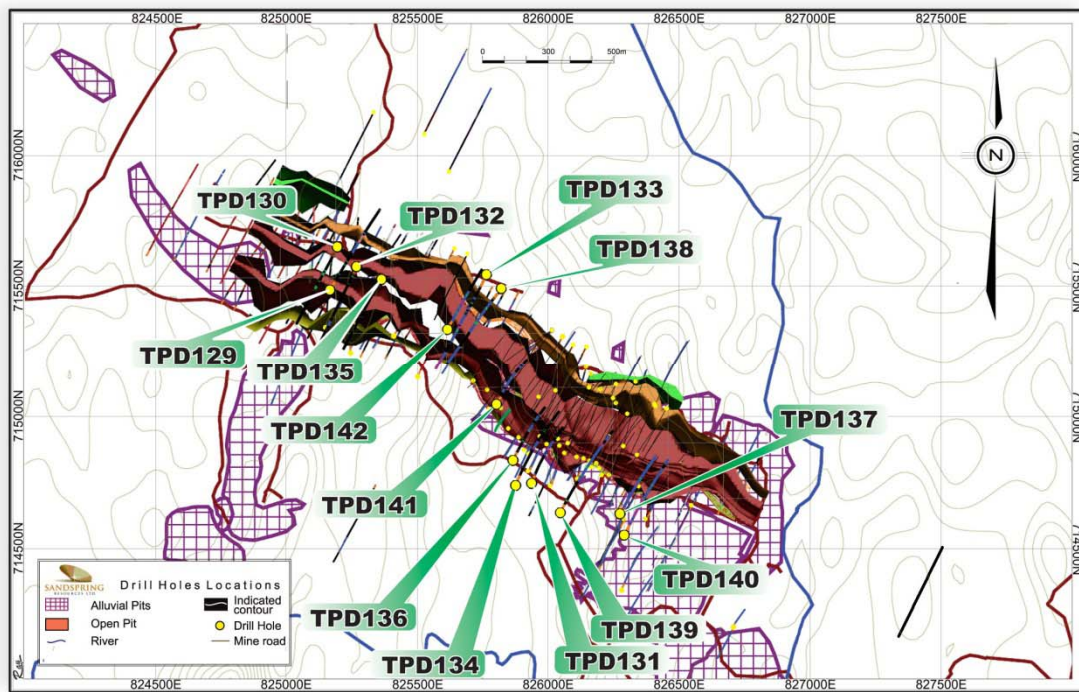 824500E 825000E 825500E 826000E 826500E 827000E 827500E
0 300 500m
N
716000N 716000N
715500N 715500N
715000N 715000N
714500N 714500N
TPD130
TPD132
TPD133
TPD138
TPD129
TPD135
TPD142
TPD137
TPD141
TPD140
TPD136
TPD139
TPD134
TPD131
SANDSPRING
RESOURCES LTD
Drill Holes Locations
Alluvial Pits
Indicated
contour
Open Pit
Drill Hole
River
Mine road
824500E 825000E 825500E 826000E 826500E 827000E 827500E